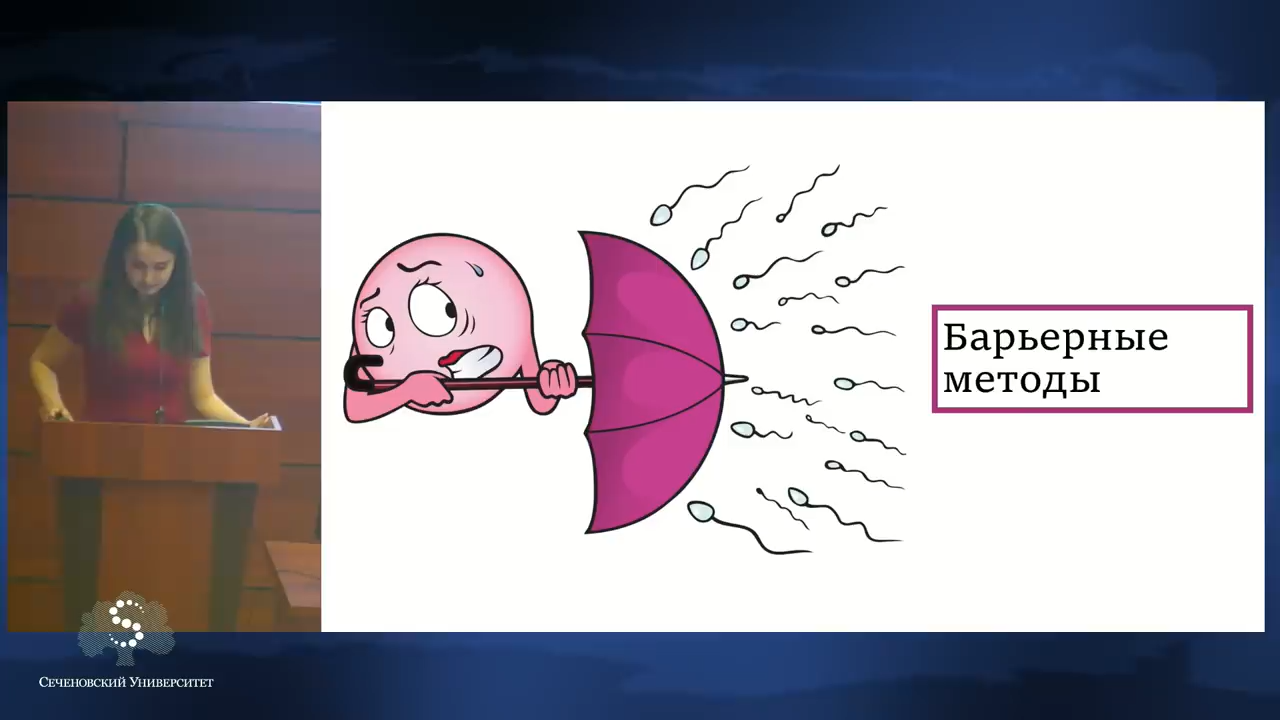 Барьерные
методы
Сеченовский Университет